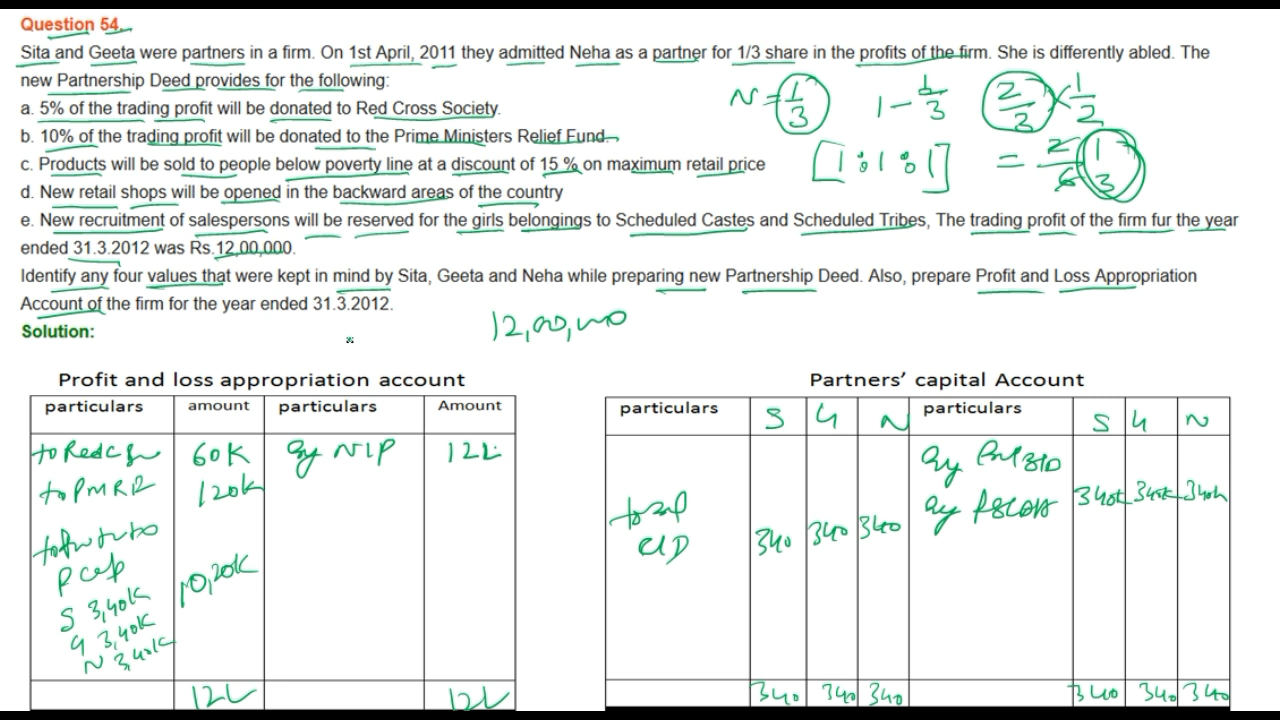 Question 54.
Sita and Geeta were partners in a firm. On 1st April, 2011 they admitted Neha as a partner for 1/3 share in the profits of the firm. She is differently abled. The
new Partnership Deed provides for the following:
a. 5% of the trading profit will be donated to Red Cross Society.
b. 10% of the trading profit will be donated to the Prime Ministers Relief Fund.
c. Products will be sold to people below poverty line at a discount of 15 % on maximum retail price
d. New retail shops will be opened in the backward areas of the country
e. New recruitment of salespersons will be reserved for the girls belongings to Scheduled Castes and Scheduled Tribes, The trading profit of the firm fur the year
ended 31.3.2012 was Rs.12,00,000.
Identify any four values that were kept in mind by Sita, Geeta and Neha while preparing new Partnership Deed. Also, prepare Profit and Loss Appropriation
Account of the firm for the year ended 31.3.2012.
Solution:
N = 1/3 1 - 1/3 2/3 × 1/2
[1:1:1] = 2/6 1/3
12,00,000
Profit and loss appropriation account
particulars amount particulars Amount
60K 12L
120K
P cap 10,20K
S 3,40K
G 3,40K
N 3,40K
12L 12L
Partners' capital Account
particulars S G N particulars S G N
By
By 340K 340K 340K
340 340 340
340 340 340 340 340 340